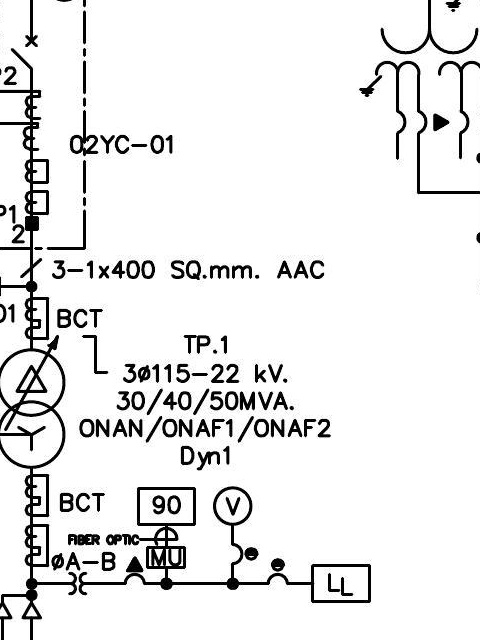 P2
02YC-01
P1
2
3-1x400 SQ.mm. AAC
01
BCT
TP.1
3ø115-22 kV.
30/40/50MVA.
ONAN/ONAF1/ONAF2
Dyn1
BCT
90
V
FIBER OPTIC
MU
øA-B
LL